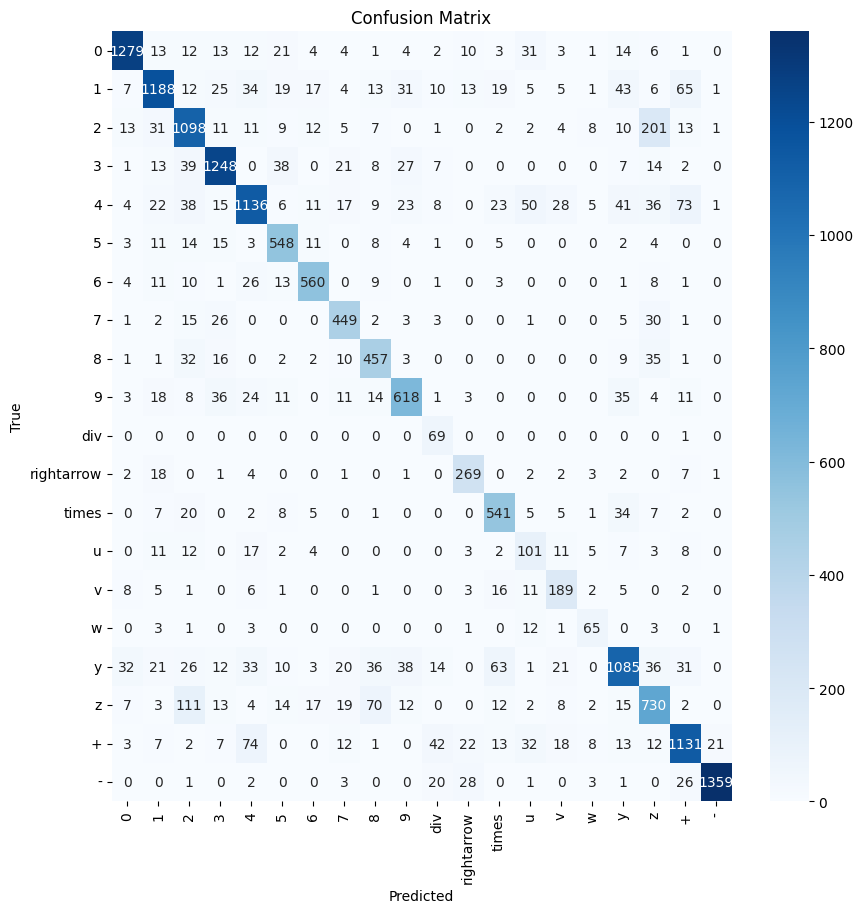 Confusion Matrix
0 1279 13 12 13 12 21 4 4 1 4 2 10 3 31 3 1 14 6 1 0
1 7 1188 12 25 34 19 17 4 13 31 10 13 19 5 5 1 43 6 65 1
2 13 31 1098 11 11 9 12 5 7 0 1 0 2 2 4 8 10 201 13 1
3 1 13 39 1248 0 38 0 21 8 27 7 0 0 0 0 0 7 14 2 0
4 4 22 38 15 1136 6 11 17 9 23 8 0 23 50 28 5 41 36 73 1
5 3 11 14 15 3 548 11 0 8 4 1 0 5 0 0 0 2 4 0 0
6 4 11 10 1 26 13 560 0 9 0 1 0 3 0 0 0 1 8 1 0
7 1 2 15 26 0 0 0 449 2 3 3 0 0 1 0 0 5 30 1 0
8 1 1 32 16 0 2 2 10 457 3 0 0 0 0 0 0 9 35 1 0
9 3 18 8 36 24 11 0 11 14 618 1 3 0 0 0 0 35 4 11 0
div 0 0 0 0 0 0 0 0 0 0 69 0 0 0 0 0 0 0 1 0
rightarrow 2 18 0 1 4 0 0 1 0 1 0 269 0 2 2 3 2 0 7 1
times 0 7 20 0 2 8 5 0 1 0 0 0 541 5 5 1 34 7 2 0
u 0 11 12 0 17 2 4 0 0 0 0 3 2 101 11 5 7 3 8 0
v 8 5 1 0 6 1 0 0 1 0 0 3 16 11 189 2 5 0 2 0
w 0 3 1 0 3 0 0 0 0 0 0 1 0 12 1 65 0 3 0 1
y 32 21 26 12 33 10 3 20 36 38 14 0 63 1 21 0 1085 36 31 0
z 7 3 111 13 4 14 17 19 70 12 0 0 12 2 8 2 15 730 2 0
+ 3 7 2 7 74 0 0 12 1 0 42 22 13 32 18 8 13 12 1131 21
- 0 0 1 0 2 0 0 3 0 0 20 28 0 1 0 3 1 0 26 1359
0 1 2 3 4 5 6 7 8 9 div rightarrow times u v w y z + -
True
Predicted
1200
1000
800
600
400
200
0